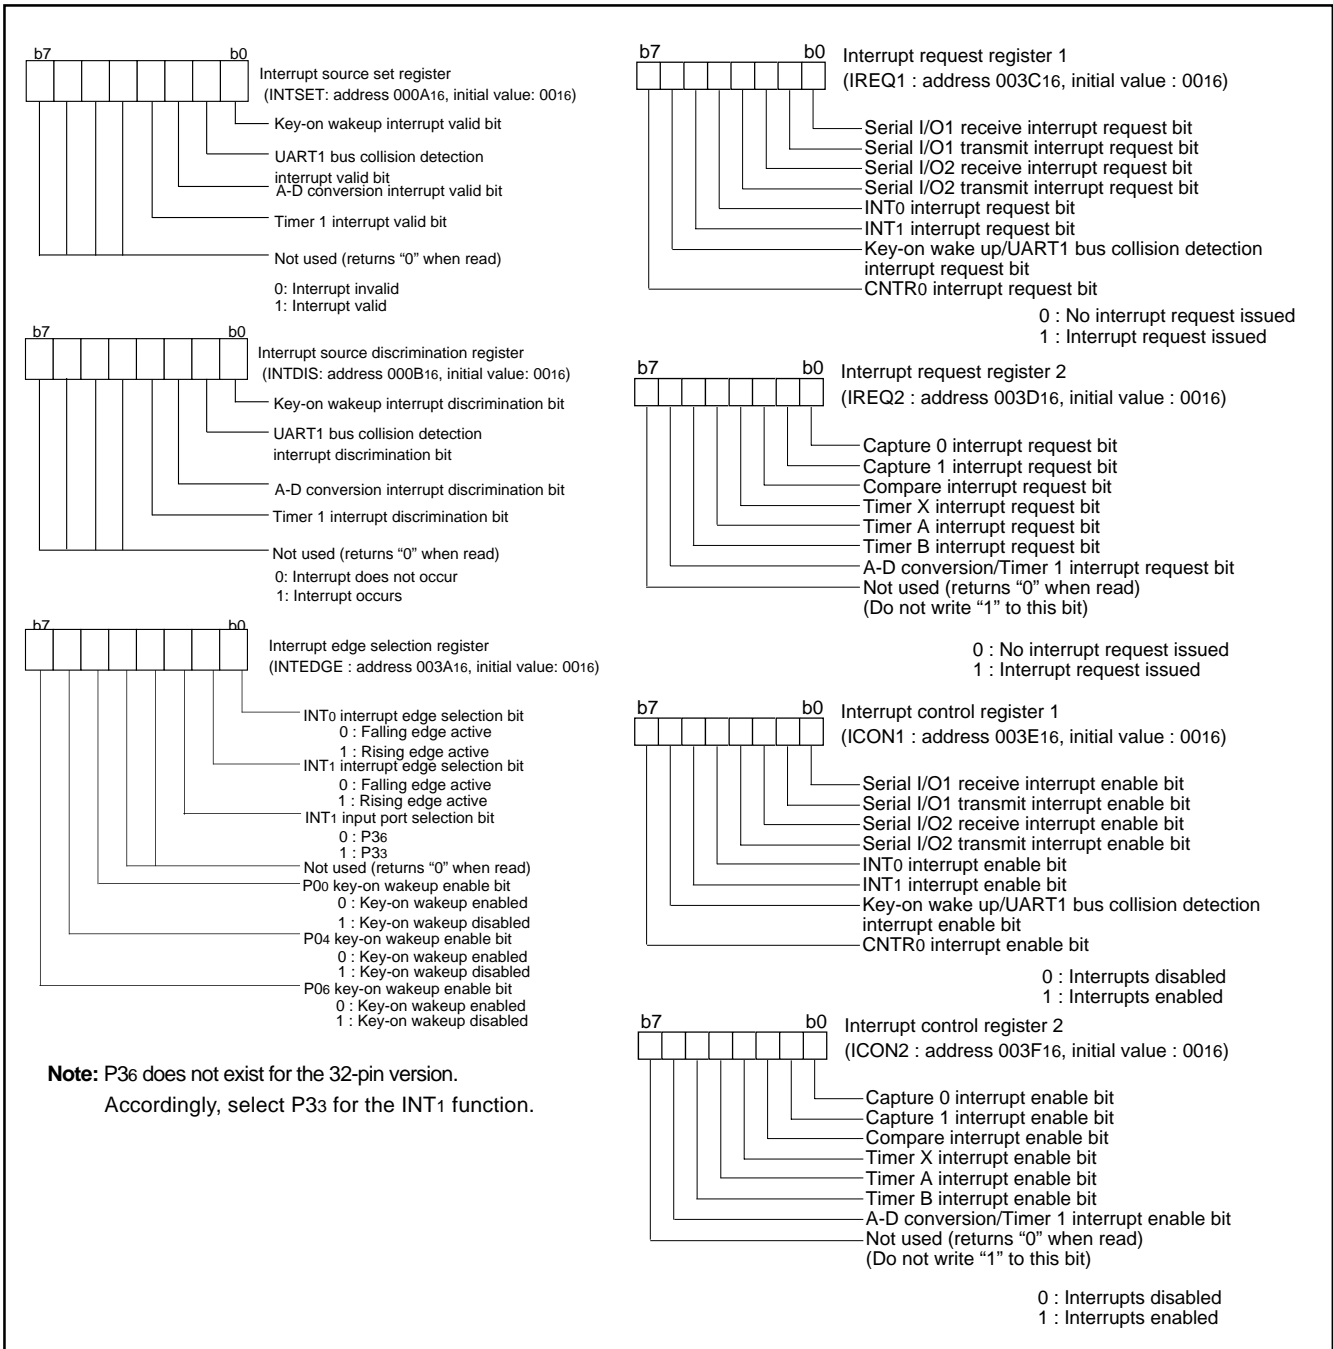 b7 b0
Interrupt source set register
(INTSET: address 000A16, initial value: 0016)
Key-on wakeup interrupt valid bit
UART1 bus collision detection
interrupt valid bit
A-D conversion interrupt valid bit
Timer 1 interrupt valid bit
Not used (returns “0” when read)
0: Interrupt invalid
1: Interrupt valid
b7 b0
Interrupt source discrimination register
(INTDIS: address 000B16, initial value: 0016)
Key-on wakeup interrupt discrimination bit
UART1 bus collision detection
interrupt discrimination bit
A-D conversion interrupt discrimination bit
Timer 1 interrupt discrimination bit
Not used (returns “0” when read)
0: Interrupt does not occur
1: Interrupt occurs
b7 b0
Interrupt edge selection register
(INTEDGE : address 003A16, initial value: 0016)
INT0 interrupt edge selection bit
0 : Falling edge active
1 : Rising edge active
INT1 interrupt edge selection bit
0 : Falling edge active
1 : Rising edge active
INT1 input port selection bit
0 : P36
1 : P33
Not used (returns “0” when read)
P00 key-on wakeup enable bit
0 : Key-on wakeup enabled
1 : Key-on wakeup disabled
P04 key-on wakeup enable bit
0 : Key-on wakeup enabled
1 : Key-on wakeup disabled
P06 key-on wakeup enable bit
0 : Key-on wakeup enabled
1 : Key-on wakeup disabled
Note: P36 does not exist for the 32-pin version.
Accordingly, select P33 for the INT1 function.
b7 b0
Interrupt request register 1
(IREQ1 : address 003C16, initial value : 0016)
Serial I/O1 receive interrupt request bit
Serial I/O1 transmit interrupt request bit
Serial I/O2 receive interrupt request bit
Serial I/O2 transmit interrupt request bit
INT0 interrupt request bit
INT1 interrupt request bit
Key-on wake up/UART1 bus collision detection
interrupt request bit
CNTR0 interrupt request bit
0 : No interrupt request issued
1 : Interrupt request issued
b7 b0
Interrupt request register 2
(IREQ2 : address 003D16, initial value : 0016)
Capture 0 interrupt request bit
Capture 1 interrupt request bit
Compare interrupt request bit
Timer X interrupt request bit
Timer A interrupt request bit
Timer B interrupt request bit
A-D conversion/Timer 1 interrupt request bit
Not used (returns “0” when read)
(Do not write “1” to this bit)
0 : No interrupt request issued
1 : Interrupt request issued
b7 b0
Interrupt control register 1
(ICON1 : address 003E16, initial value : 0016)
Serial I/O1 receive interrupt enable bit
Serial I/O1 transmit interrupt enable bit
Serial I/O2 receive interrupt enable bit
Serial I/O2 transmit interrupt enable bit
INT0 interrupt enable bit
INT1 interrupt enable bit
Key-on wake up/UART1 bus collision detection
interrupt enable bit
CNTR0 interrupt enable bit
0 : Interrupts disabled
1 : Interrupts enabled
b7 b0
Interrupt control register 2
(ICON2 : address 003F16, initial value : 0016)
Capture 0 interrupt enable bit
Capture 1 interrupt enable bit
Compare interrupt enable bit
Timer X interrupt enable bit
Timer A interrupt enable bit
Timer B interrupt enable bit
A-D conversion/Timer 1 interrupt enable bit
Not used (returns “0” when read)
(Do not write “1” to this bit)
0 : Interrupts disabled
1 : Interrupts enabled